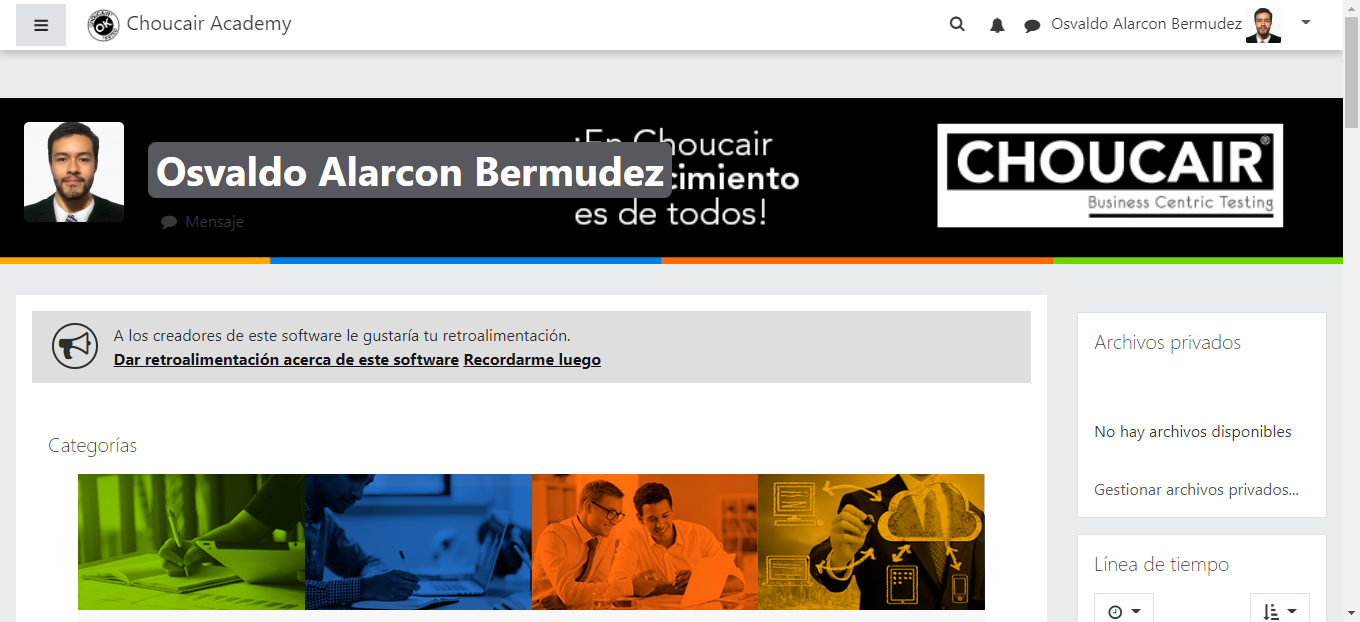 Choucair Academy
Osvaldo Alarcon Bermudez
Osvaldo Alarcon Bermudez
Mensaje
¡En Choucair
es de todos!
CHOUCAIR®
Business Centric Testing
A los creadores de este software le gustaría tu retroalimentación.
Dar retroalimentación acerca de este software Recordarme luego
Categorías
Archivos privados
No hay archivos disponibles
Gestionar archivos privados...
Línea de tiempo